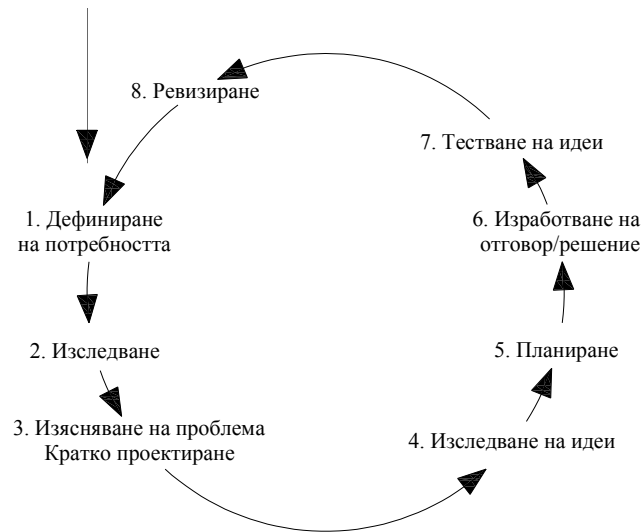 1. Дефиниране
на потребността
2. Изследване
3. Изясняване на проблема
Кратко проектиране
4. Изследване на идеи
5. Планиране
6. Изработване на
отговор/решение
7. Тестване на идеи
8. Ревизиране